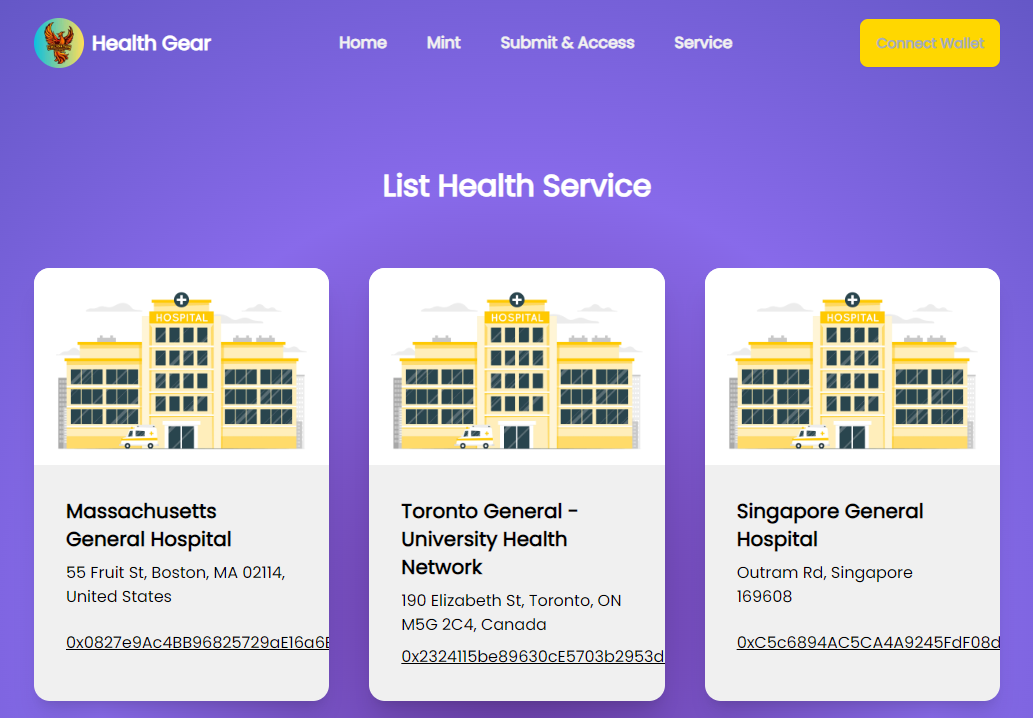 Health Gear
Home
Mint
Submit & Access
Service
Connect Wallet
List Health Service
HOSPITAL
HOSPITAL
HOSPITAL
Massachusetts
General Hospital
55 Fruit St, Boston, MA 02114,
United States
0x0827e9Ac4BB96825729aE16a6E
Toronto General -
University Health
Network
190 Elizabeth St, Toronto, ON
M5G 2C4, Canada
0x2324115be89630cE5703b2953d
Singapore General
Hospital
Outram Rd, Singapore
169608
0xC5c6894AC5CA4A9245FdF08d